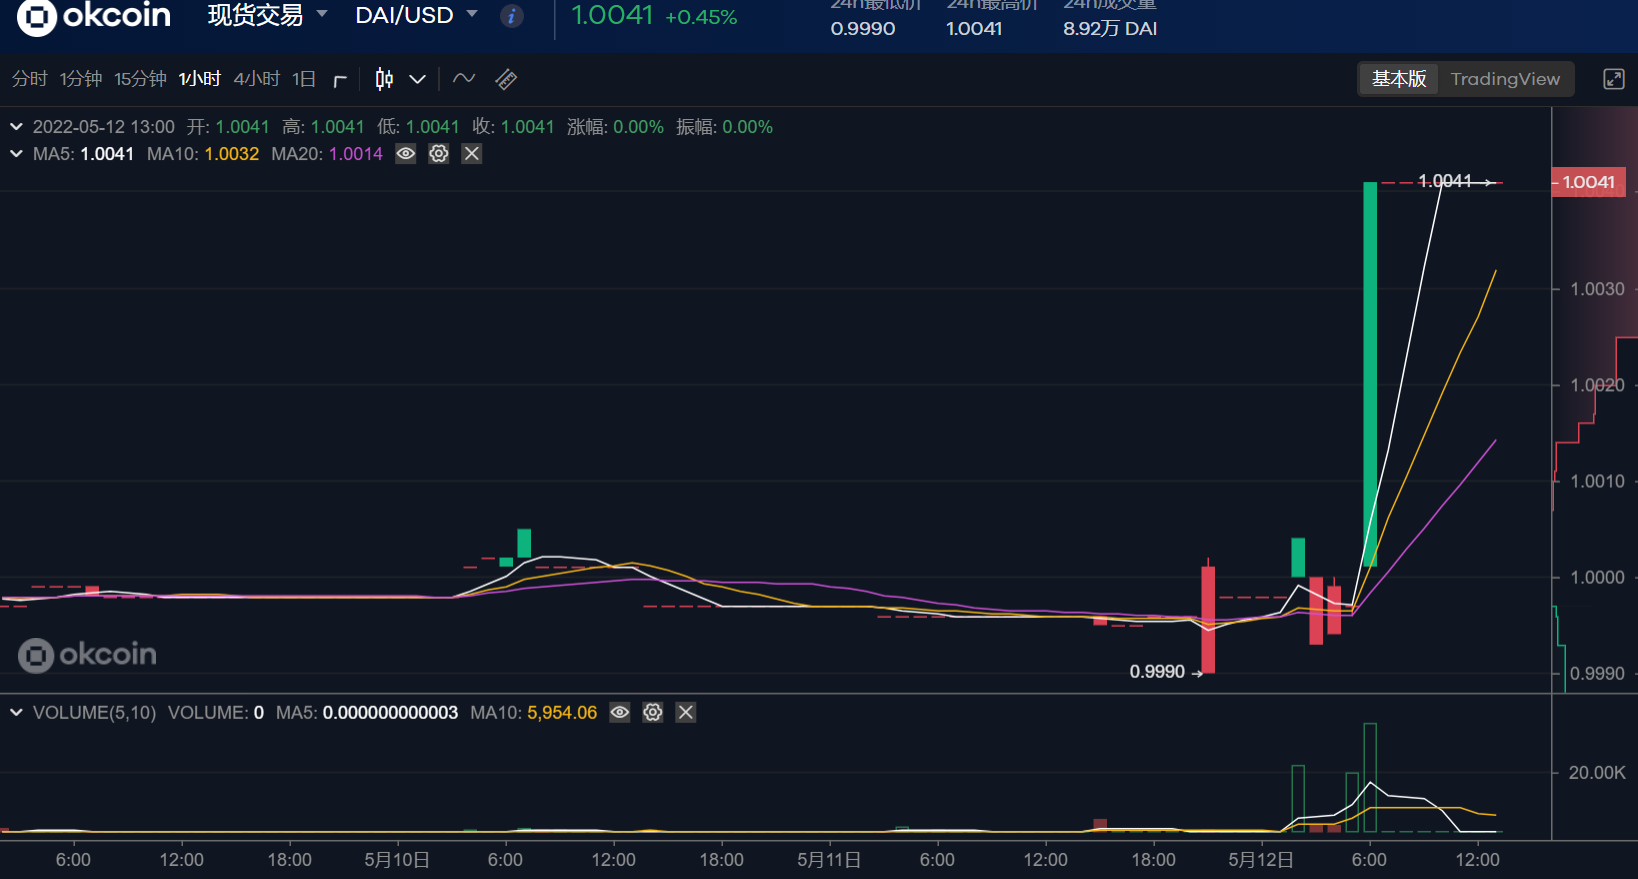 okcoin 现货交易 DAI/USD i 1.0041 +0.45% 24h最低价 24h最高价 24h成交量
0.9990 1.0041 8.92万 DAI
分时 1分钟 15分钟 1小时 4小时 1日 基本版 TradingView
2022-05-12 13:00 开: 1.0041 高: 1.0041 低: 1.0041 收: 1.0041 涨幅: 0.00% 振幅: 0.00%
MA5: 1.0041 MA10: 1.0032 MA20: 1.0014
1.0041 1.0041
1.0040
1.0030
1.0020
1.0010
1.0000
okcoin
0.9990 0.9990
VOLUME(5,10) VOLUME: 0 MA5: 0.000000000003 MA10: 5,954.06
20.00K
6:00 12:00 18:00 5月10日 6:00 12:00 18:00 5月11日 6:00 12:00 18:00 5月12日 6:00 12:00